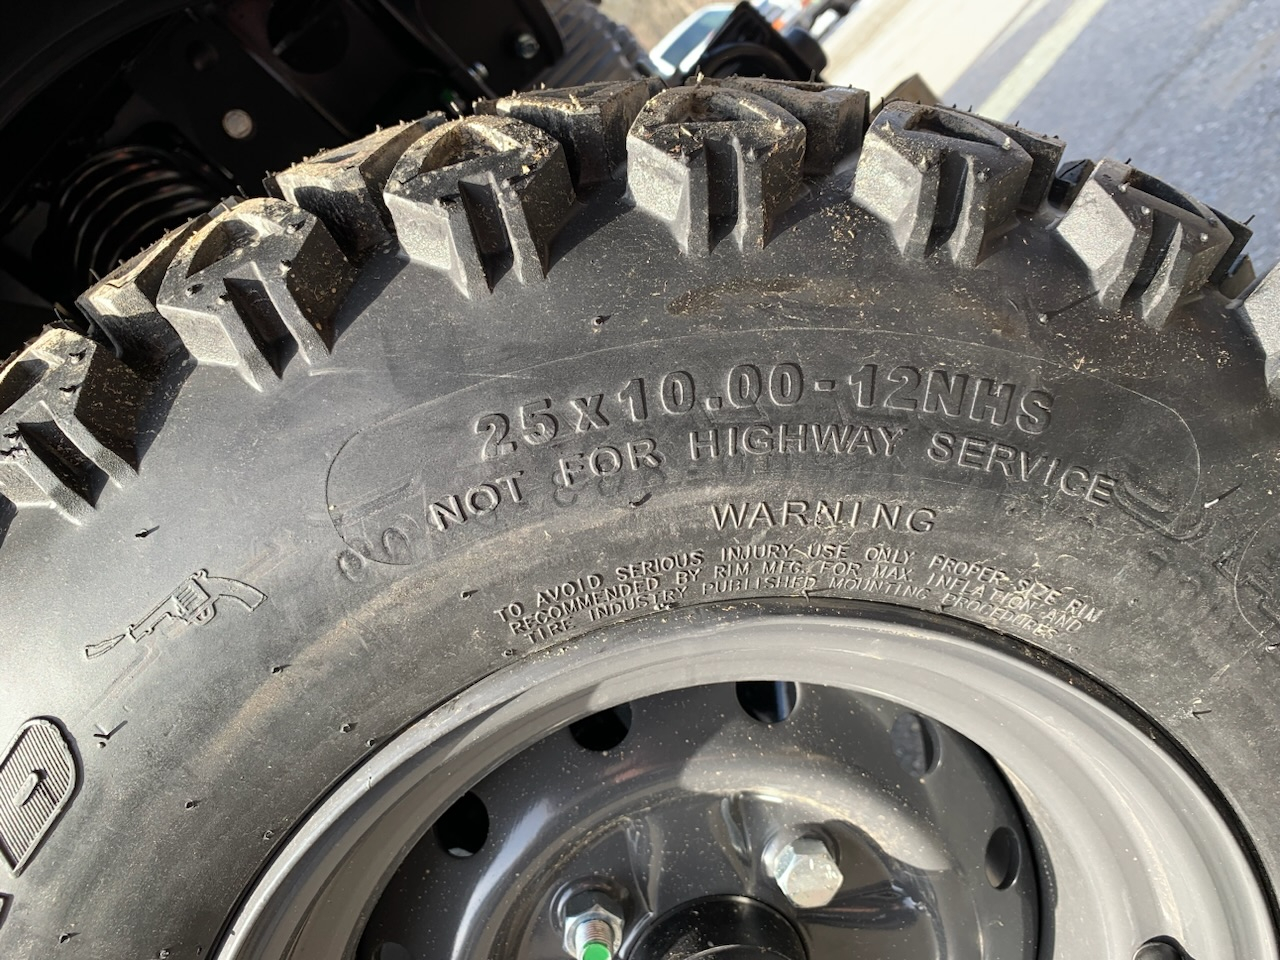 25x10.00-12NHS
NOT FOR HIGHWAY SERVICE
WARNING
TO AVOID SERIOUS INJURY USE ONLY PROPER SIZE RIM
RECOMMENDED BY RIM MFG. FOR MAX. INFLATION AND
TIRE INDUSTRY PUBLISHED MOUNTING PROCEDURES